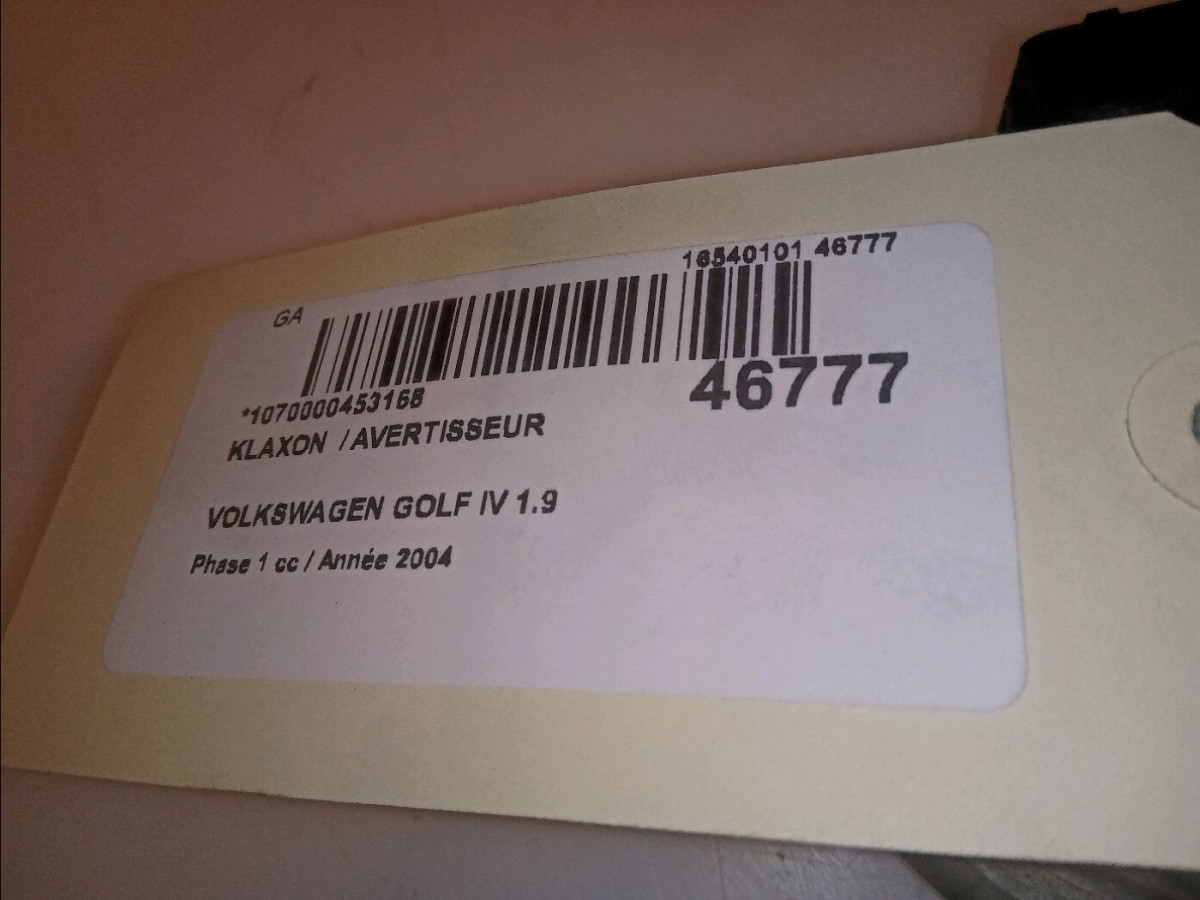 16540101 46777
GA
46777
*1070000453168
KLAXON / AVERTISSEUR
VOLKSWAGEN GOLF IV 1.9
Phase 1 cc / Année 2004